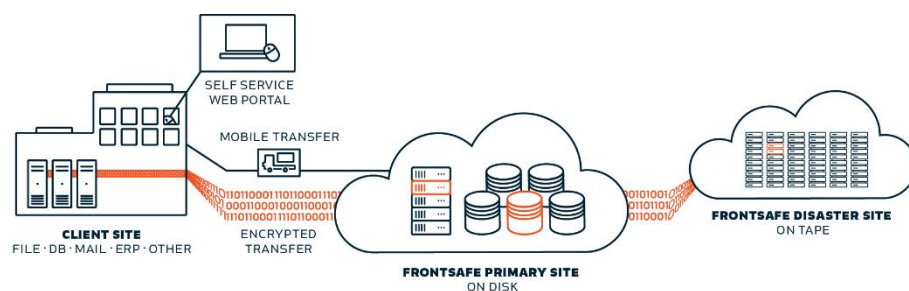 SELF SERVICE
WEB PORTAL
MOBILE TRANSFER
ENCRYPTED
TRANSFER
CLIENT SITE
FILE · DB · MAIL · ERP · OTHER
FRONTSAFE PRIMARY SITE
ON DISK
FRONTSAFE DISASTER SITE
ON TAPE